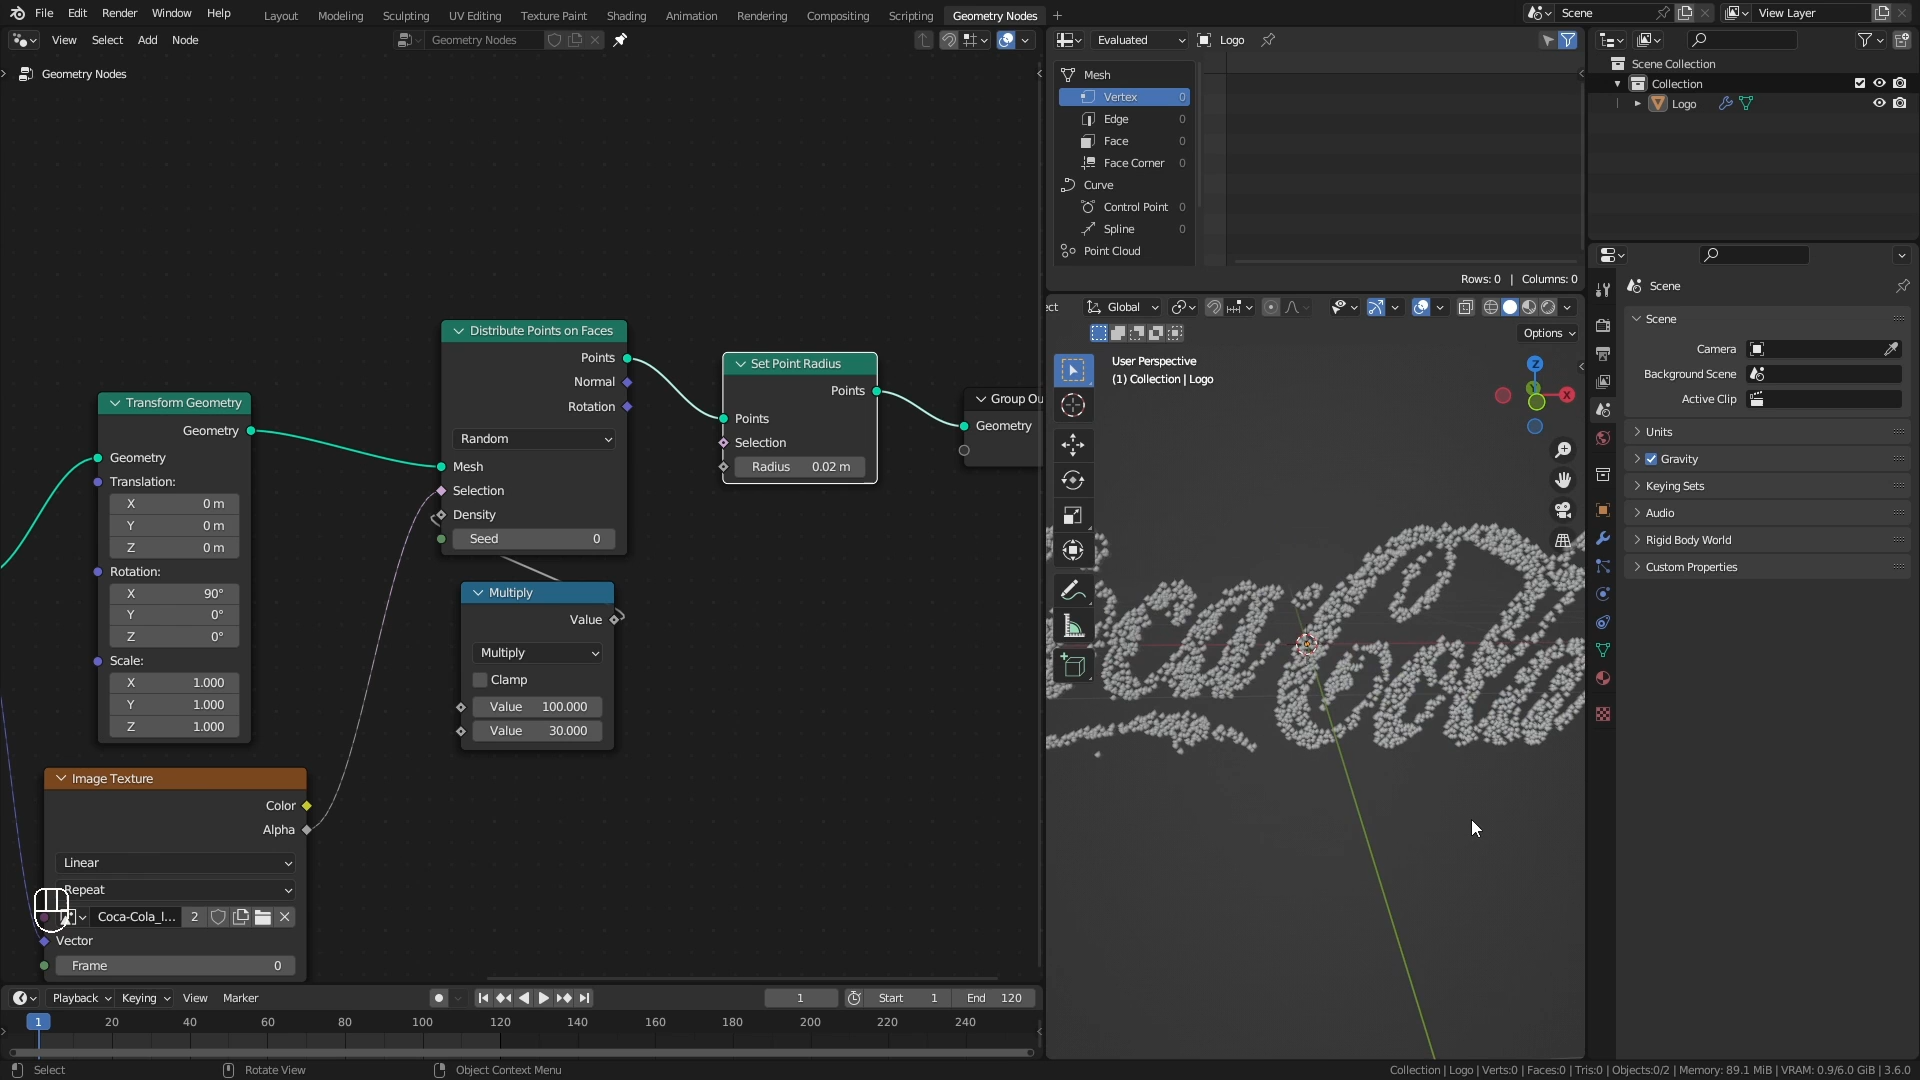 File Edit Render Window Help Layout Modeling Sculpting UV Editing Texture Paint Shading Animation Rendering Compositing Scripting Geometry Nodes + Scene View Layer
View Select Add Node Geometry Nodes
Evaluated Logo
Geometry Nodes
Mesh
Vertex 0
Edge 0
Face 0
Face Corner 0
Curve
Control Point 0
Spline 0
Point Cloud
Rows: 0 | Columns: 0
Scene Collection
Collection
Logo
ect Global
Options
User Perspective
(1) Collection | Logo
Z
X
Scene
Scene
Camera
Background Scene
Active Clip
Units
Gravity
Keying Sets
Audio
Rigid Body World
Custom Properties
Transform Geometry
Geometry
Geometry
Translation:
X 0 m
Y 0 m
Z 0 m
Rotation:
X 90°
Y 0°
Z 0°
Scale:
X 1.000
Y 1.000
Z 1.000
Distribute Points on Faces
Points
Normal
Rotation
Random
Mesh
Selection
Density
Seed 0
Multiply
Value
Multiply
Clamp
Value 100.000
Value 30.000
Set Point Radius
Points
Points
Selection
Radius 0.02 m
Group Ou
Geometry
Image Texture
Color
Alpha
Linear
Repeat
Coca-Cola_l... 2
Vector
Frame 0
Playback Keying View Marker 1 Start 1 End 120
1 20 40 60 80 100 120 140 160 180 200 220 240
Select Rotate View Object Context Menu
Collection | Logo | Verts:0 | Faces:0 | Tris:0 | Objects:0/2 | Memory: 89.1 MiB | VRAM: 0.9/6.0 GiB | 3.6.0